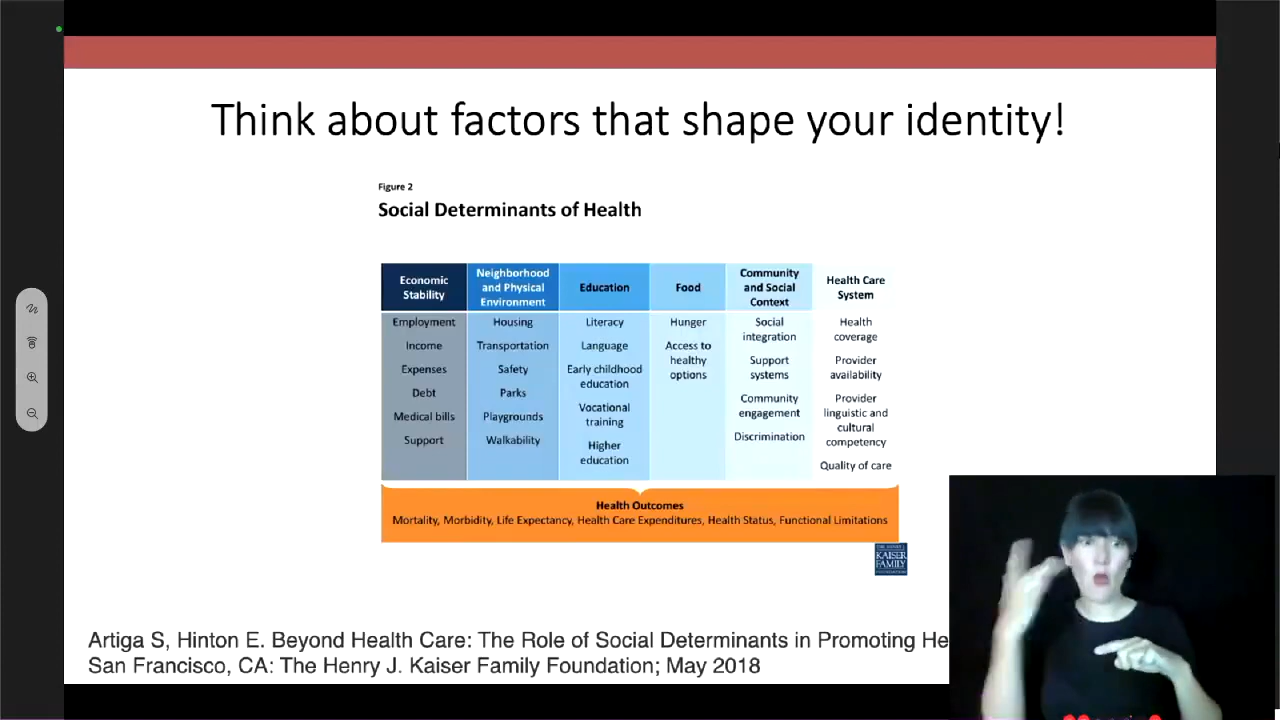 Think about factors that shape your identity!
Figure 2
Social Determinants of Health
Economic
Stability
Employment
Income
Expenses
Debt
Medical bills
Support
Neighborhood
and Physical
Environment
Housing
Transportation
Safety
Parks
Playgrounds
Walkability
Education
Literacy
Language
Early childhood
education
Vocational
training
Higher
education
Food
Hunger
Access to
healthy
options
Community
and Social
Context
Social
integration
Support
systems
Community
engagement
Discrimination
Health Care
System
Health
coverage
Provider
availability
Provider
linguistic and
cultural
competency
Quality of care
Health Outcomes
Mortality, Morbidity, Life Expectancy, Health Care Expenditures, Health Status, Functional Limitations
KAISER
FAMILY
Artiga S, Hinton E. Beyond Health Care: The Role of Social Determinants in Promoting He
San Francisco, CA: The Henry J. Kaiser Family Foundation; May 2018